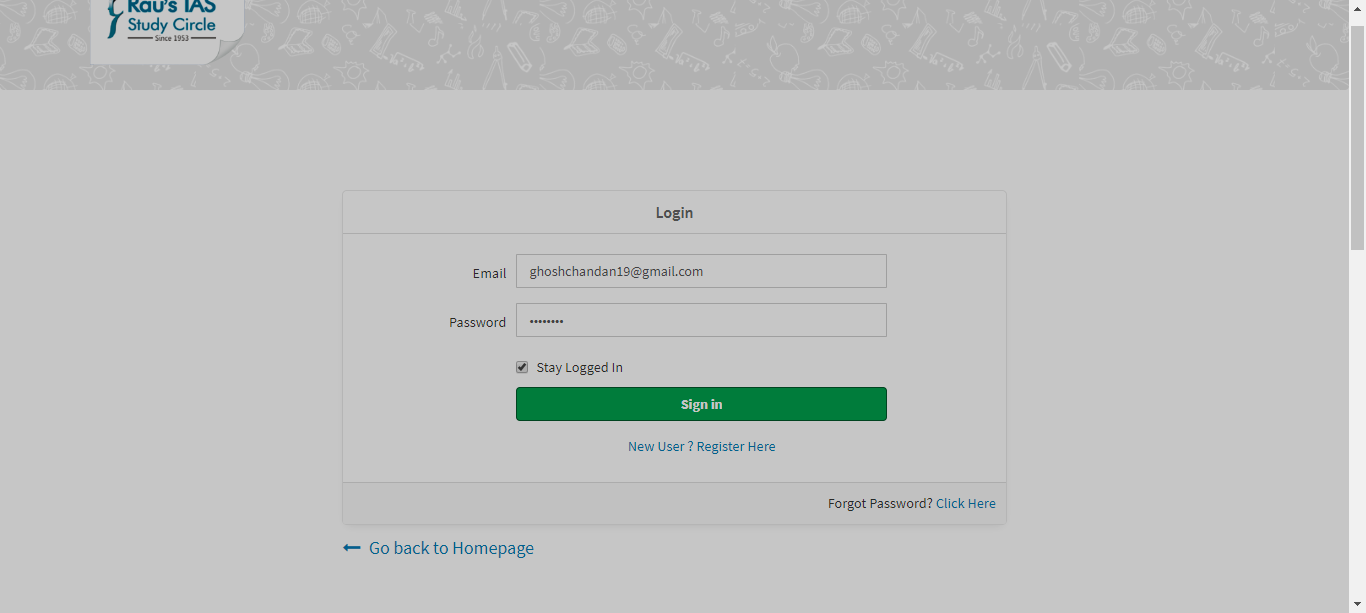 Rau's IAS
Study Circle
Since 1953
Login
Email ghoshchandan19@gmail.com
Password ••••••••
Stay Logged In
Sign in
New User ? Register Here
Forgot Password? Click Here
Go back to Homepage